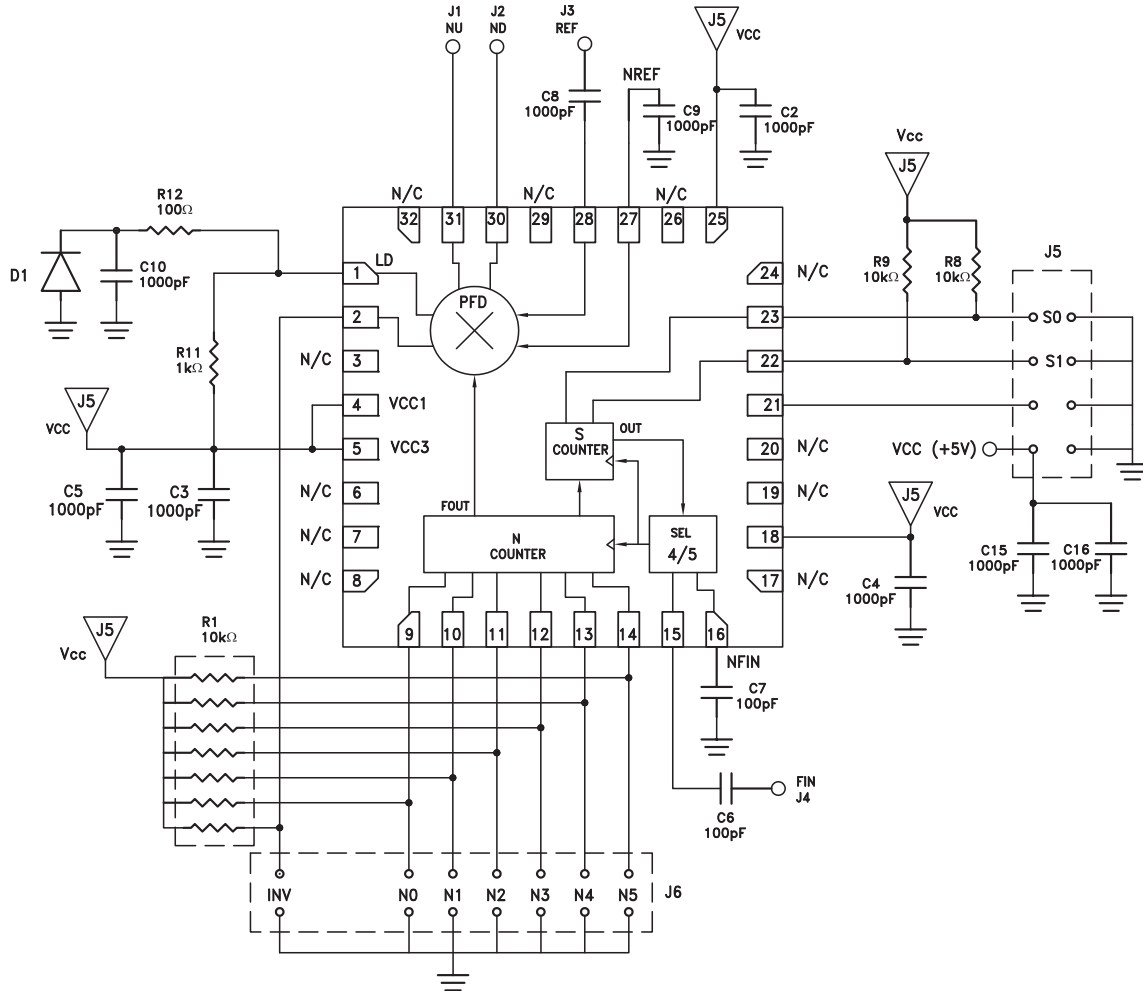 J1
NU
J2
ND
J3
REF
J5
VCC
C8
1000pF
NREF
C9
1000pF
C2
1000pF
Vcc
J5
R12
100Ω
N/C
N/C
N/C
32
31
30
29
28
27
26
25
D1
C10
1000pF
1
LD
PFD
24
N/C
R9
10kΩ
R8
10kΩ
J5
2
23
S0
R11
1kΩ
N/C
3
22
S1
J5
VCC
4
VCC1
21
5
VCC3
S
COUNTER
OUT
20
N/C
VCC (+5V)
C5
1000pF
C3
1000pF
N/C
6
19
N/C
J5
VCC
FOUT
N/C
7
N
COUNTER
SEL
4/5
18
C15
1000pF
C16
1000pF
N/C
8
17
N/C
C4
1000pF
J5
Vcc
R1
10kΩ
9
10
11
12
13
14
15
16
NFIN
C7
100pF
FIN
J4
C6
100pF
INV
N0
N1
N2
N3
N4
N5
J6